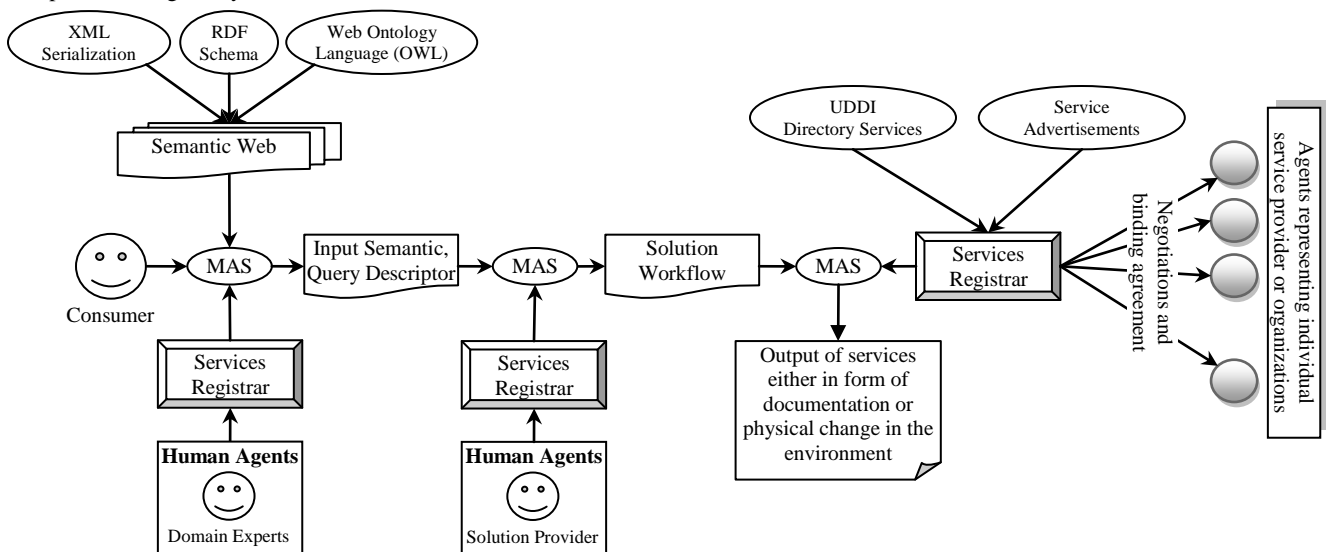 XML
Serialization
RDF
Schema
Web Ontology
Language (OWL)
Semantic Web
UDDI
Directory Services
Service
Advertisements
Consumer
MAS
Input Semantic,
Query Descriptor
MAS
Solution
Workflow
MAS
Services
Registrar
Negotiations and
binding agreement
Agents representing individual
service provider or organizations
Services
Registrar
Services
Registrar
Output of services
either in form of
documentation or
physical change in the
environment
Human Agents
Domain Experts
Human Agents
Solution Provider